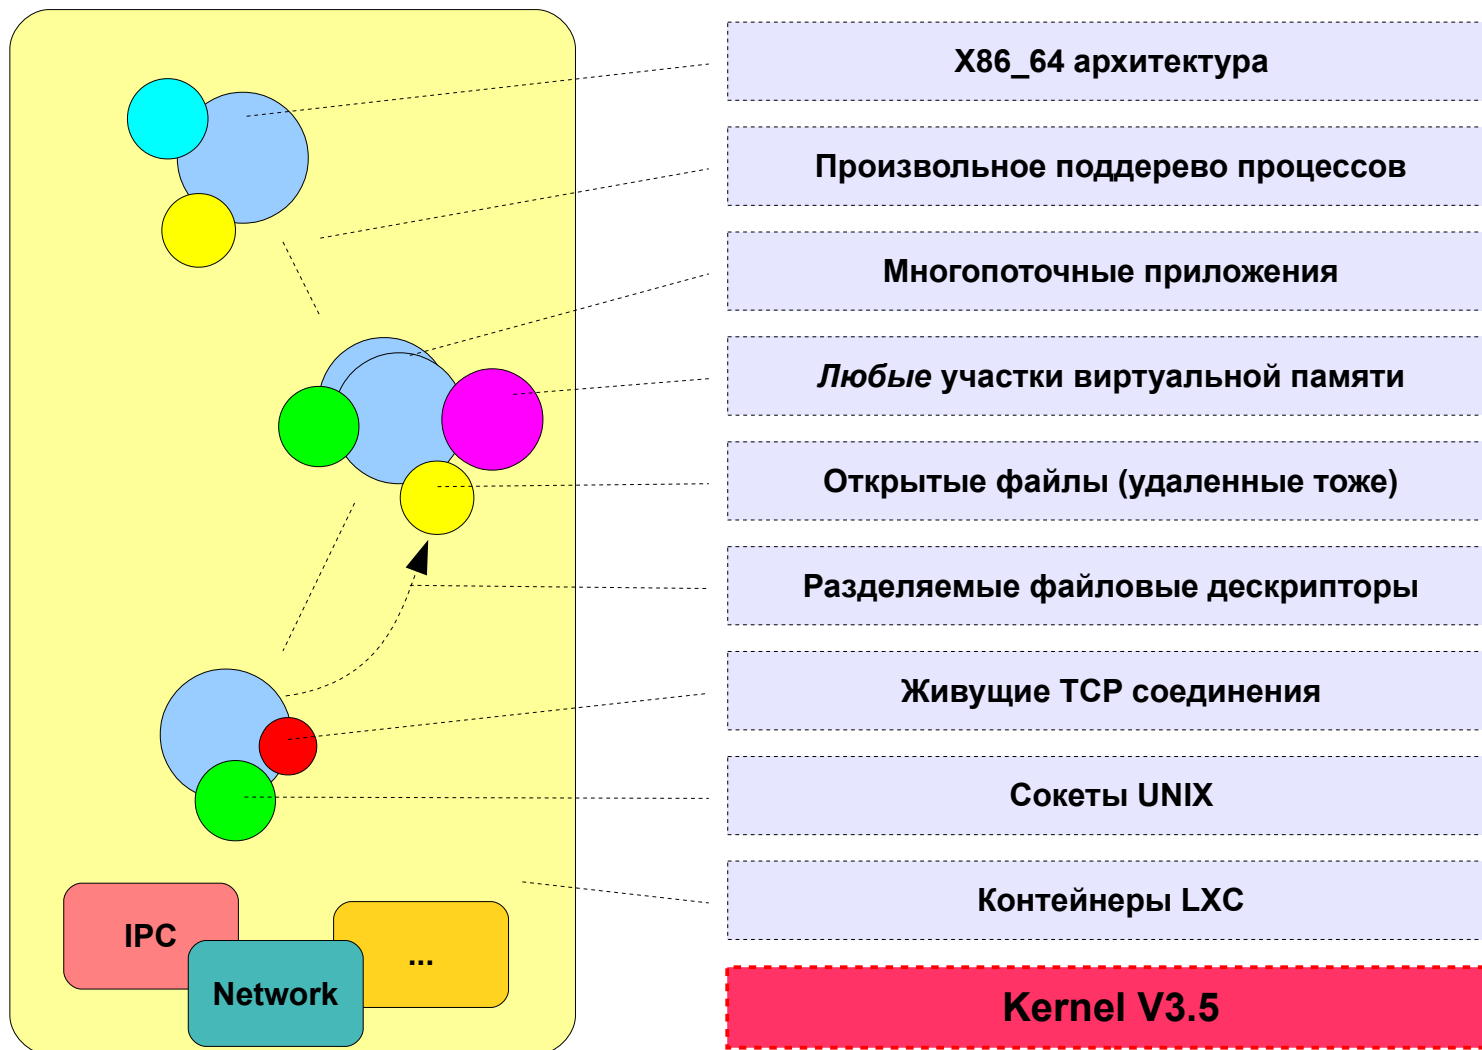 X86_64 архитектура
Произвольное поддерево процессов
Многопоточные приложения
Любые участки виртуальной памяти
Открытые файлы (удаленные тоже)
Разделяемые файловые дескрипторы
Живущие TCP соединения
Сокеты UNIX
Контейнеры LXC
IPC
...
Network
Kernel V3.5